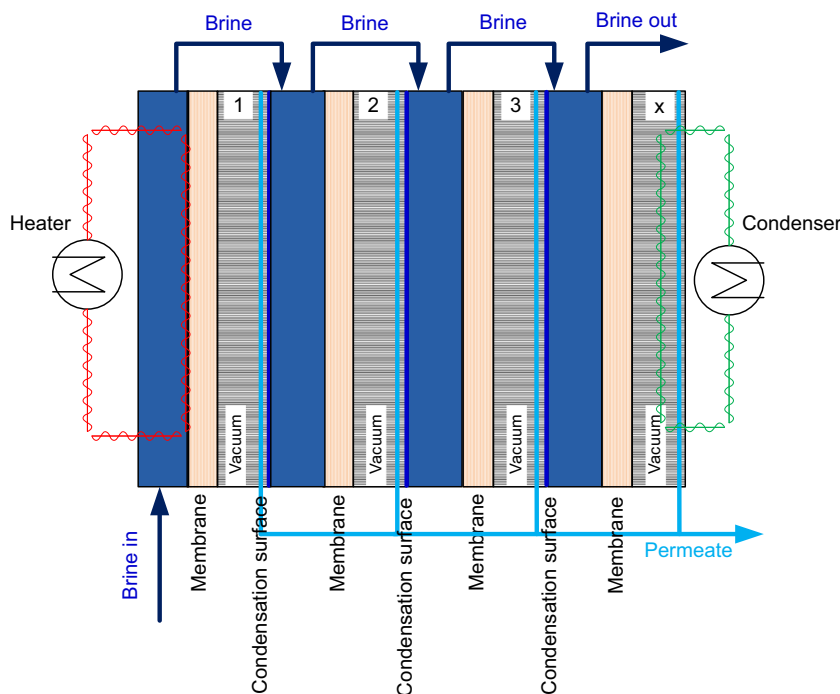 Brine
Brine
Brine
Brine out
1
2
3
x
Heater
Condenser
Vacuum
Vacuum
Vacuum
Vacuum
Brine in
Membrane
Condensation surface
Membrane
Condensation surface
Membrane
Condensation surface
Membrane
Permeate